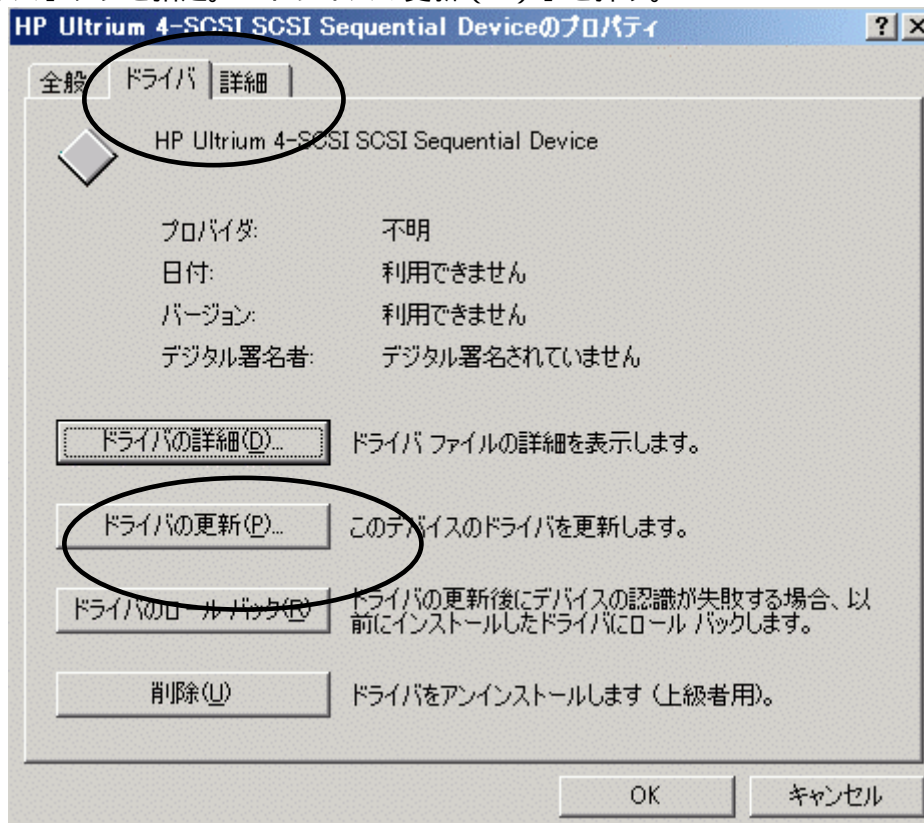 HP Ultrium 4-SCSI SCSI Sequential Deviceのプロパティ
全般 ドライバ 詳細
HP Ultrium 4-SCSI SCSI Sequential Device
プロバイダ: 不明
日付: 利用できません
バージョン: 利用できません
デジタル署名者: デジタル署名されていません
ドライバの詳細(D)... ドライバ ファイルの詳細を表示します。
ドライバの更新(P)... このデバイスのドライバを更新します。
ドライバのロール バック(R) ドライバの更新後にデバイスの認識が失敗する場合、以
前にインストールしたドライバにロール バックします。
削除(U) ドライバをアンインストールします (上級者用)。
OK キャンセル